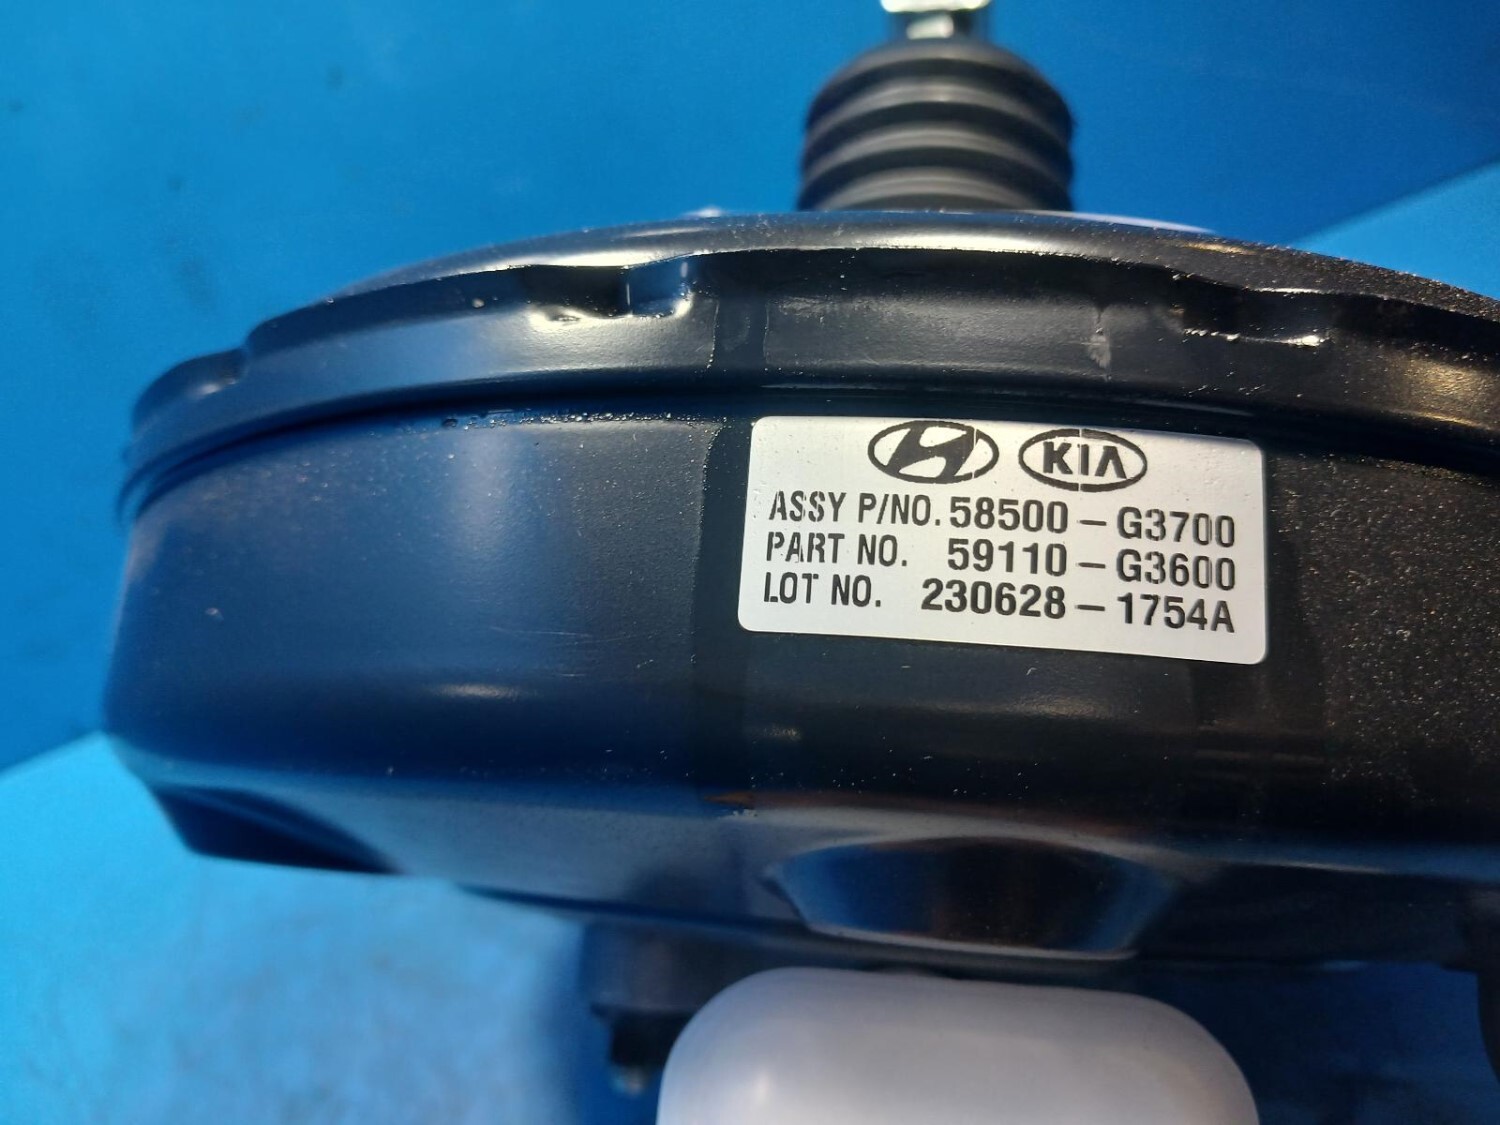 KIA
ASSY P/NO. 58500 - G3700
PART NO. 59110 - G3600
LOT NO. 230628 - 1754A